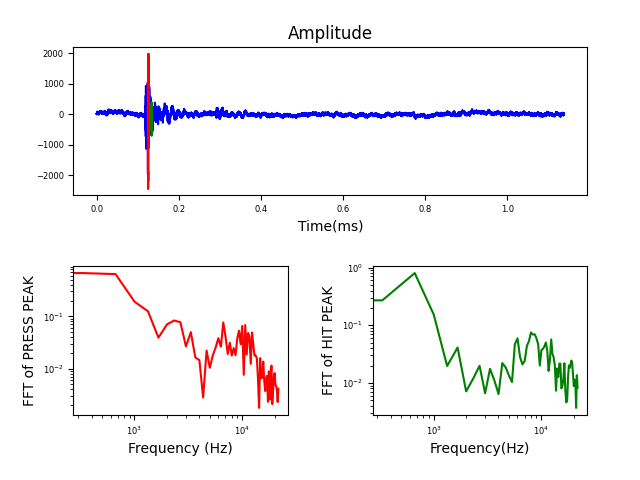 Amplitude
2000
1000
0
−1000
−2000
0.0 0.2 0.4 0.6 0.8 1.0
Time(ms)
FFT of PRESS PEAK
10⁻¹
10⁻²
10³ 10⁴
Frequency (Hz)
FFT of HIT PEAK
10⁰
10⁻¹
10⁻²
10³ 10⁴
Frequency(Hz)